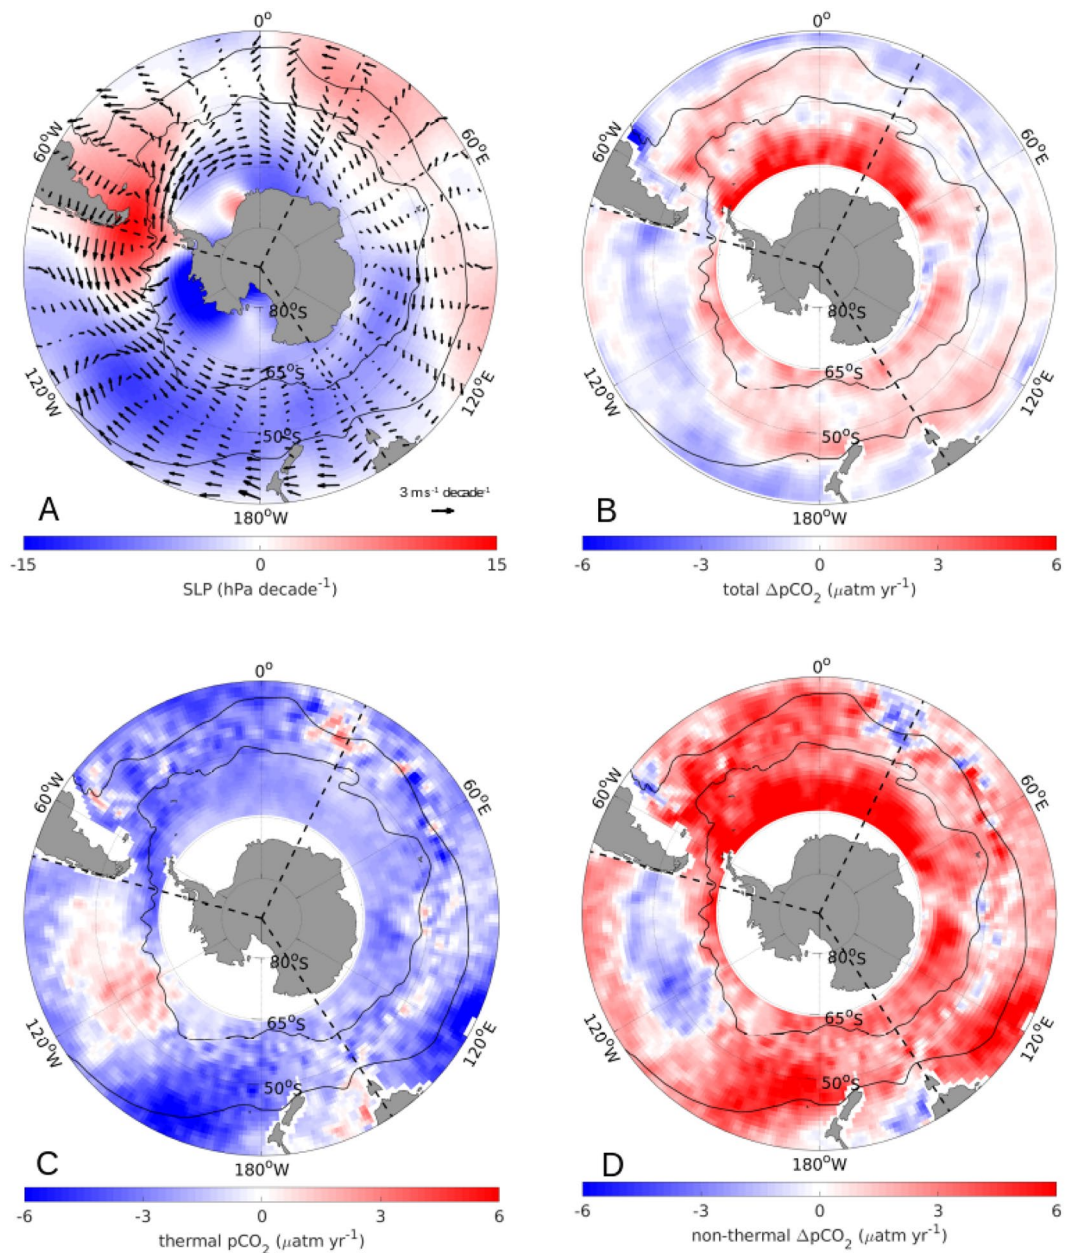 0°
60°W
60°E
120°W
120°E
80°S
65°S
50°S
180°W
A
3 m s⁻¹ decade⁻¹
-15 0 15
SLP (hPa decade⁻¹)
0°
60°W
60°E
120°W
120°E
80°S
65°S
50°S
180°W
B
-6 -3 0 3 6
total ΔpCO₂ (μatm yr⁻¹)
0°
60°W
60°E
120°W
120°E
80°S
65°S
50°S
180°W
C
-6 -3 0 3 6
thermal pCO₂ (μatm yr⁻¹)
0°
60°W
60°E
120°W
120°E
80°S
65°S
50°S
180°W
D
-6 -3 0 3 6
non-thermal ΔpCO₂ (μatm yr⁻¹)